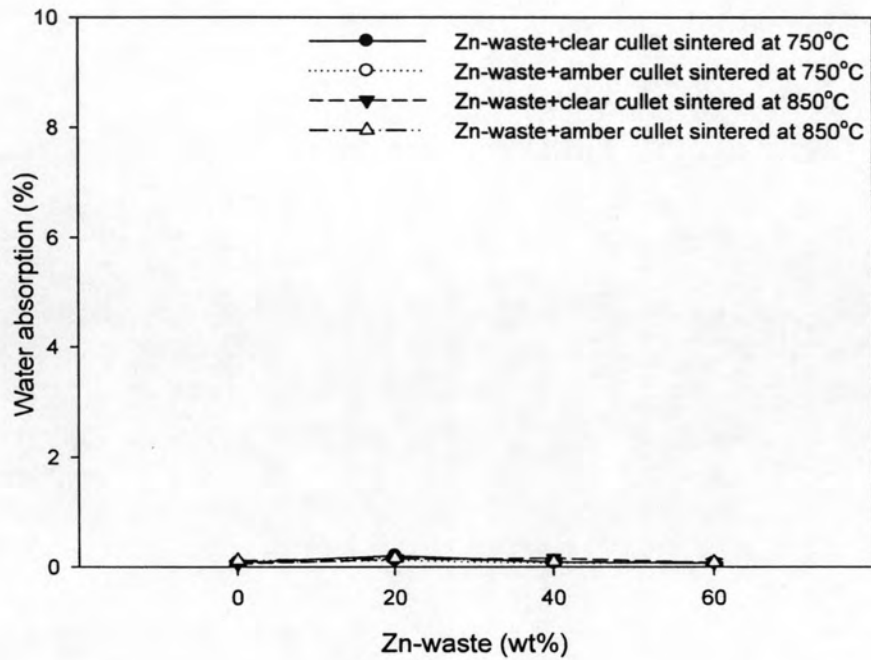 10
8
6
4
2
0
Water absorption (%)
Zn-waste+clear cullet sintered at 750°C
Zn-waste+amber cullet sintered at 750°C
Zn-waste+clear cullet sintered at 850°C
Zn-waste+amber cullet sintered at 850°C
0 20 40 60
Zn-waste (wt%)